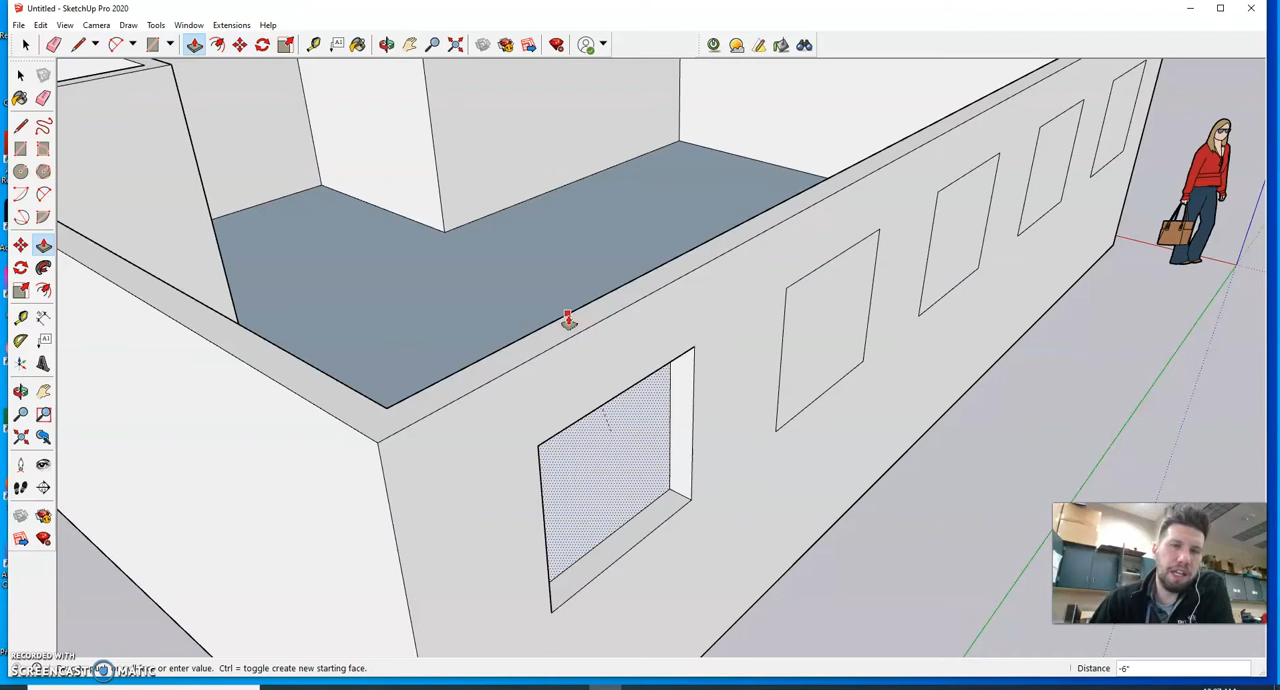 Untitled - SketchUp Pro 2020
File Edit View Camera Draw Tools Window Extensions Help
RECORDED WITH
SCREENCAST MATIC
or enter value. Ctrl = toggle create new starting face.
Distance -6"